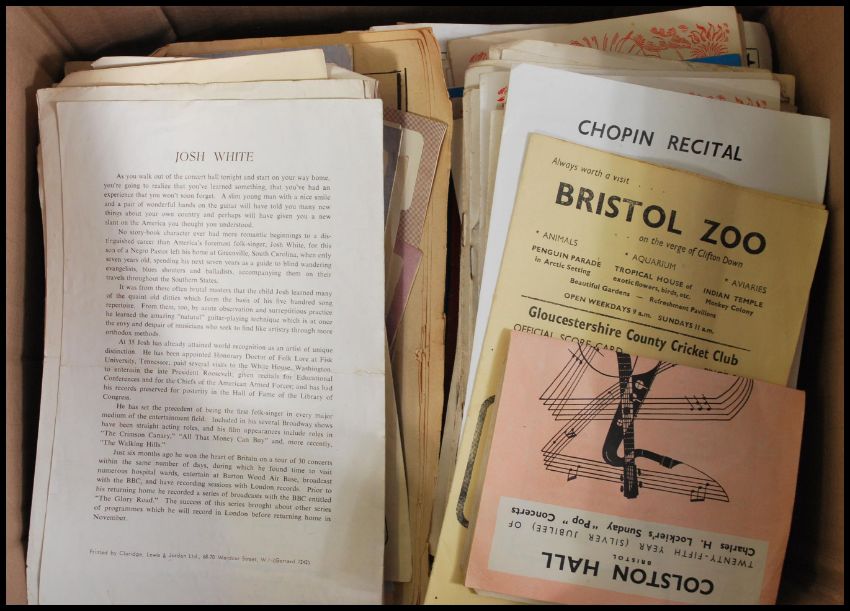 JOSH WHITE
As you walk out of the concert hall tonight and start on your way home,
you're going to realize that you've learned something, that you've had an
experience that you won't soon forget. A slim young man with a nice smile
and a pair of wonderful hands on the guitar will have told you many new
things about your own country and perhaps will have given you a new
slant on the America you thought you understood.
No story-book character ever had more romantic beginnings to a dis-
tinguished career than America's foremost folk-singer, Josh White, for this
son of a Negro Pastor left his home at Greenville, South Carolina, when only
seven years old, spending his next seven years as a guide to blind wandering
evangelists, blues shouters and balladists, accompanying them on their
travels throughout the Southern States.
It was from these often brutal masters that the child Josh learned many
of the quaint old ditties which form the basis of his five hundred song
repertoire. From them, too, by acute observation and surreptitious practice
he learned the amazing "natural" guitar-playing technique which is at once
the envy and despair of musicians who seek to find like artistry through more
orthodox methods.
At 35 Josh has already attained world recognition as an artist of unique
distinction. He has been appointed Honorary Doctor of Folk Lore at Fisk
University, Tennessee, paid several visits to the White House, Washington,
to entertain the late President Roosevelt, given recitals for Educational
Conferences and for the Chiefs of the American Armed Forces; and has had
his records preserved for posterity in the Hall of Fame of the Library of
Congress.
He has set the precedent of being the first folk-singer in every major
medium of the entertainment field. Included in his several Broadway shows
have been straight acting roles, and his film appearances include roles in
"The Crimson Canary," "All That Money Can Buy" and, more recently,
"The Walking Hills."
Just six months ago he won the heart of Britain on a tour of 30 concerts
within the same number of days, during which he found time to visit
numerous hospital wards, entertain at Burton Wood Air Base, broadcast
with the BBC, and have recording sessions with London records. Prior to
his returning home he recorded a series of broadcasts with the BBC entitled
"The Glory Road." The success of this series brought about other series
of programmes which he will record in London before returning home in
November.
Printed by Claridge, Lewis & Jordan Ltd., 68-70 Wardour Street, W.1 (Gerrard 7242)
CHOPIN RECITAL
Always worth a visit . . . .
BRISTOL ZOO
. . . on the verge of Clifton Down
* ANIMALS
* AQUARIUM
* AVIARIES
PENGUIN PARADE
in Arctic Setting
TROPICAL HOUSE of
exotic flowers, birds, etc.
INDIAN TEMPLE
Monkey Colony
Beautiful Gardens — Refreshment Pavilion
OPEN WEEKDAYS 9 a.m. SUNDAYS 11 a.m.
Gloucestershire County Cricket Club
OFFICIAL SCORE CARD
COLSTON HALL
BRISTOL
TWENTY-FIFTH YEAR (SILVER JUBILEE) OF
Charles H. Lockier's Sunday "Pop" Concerts